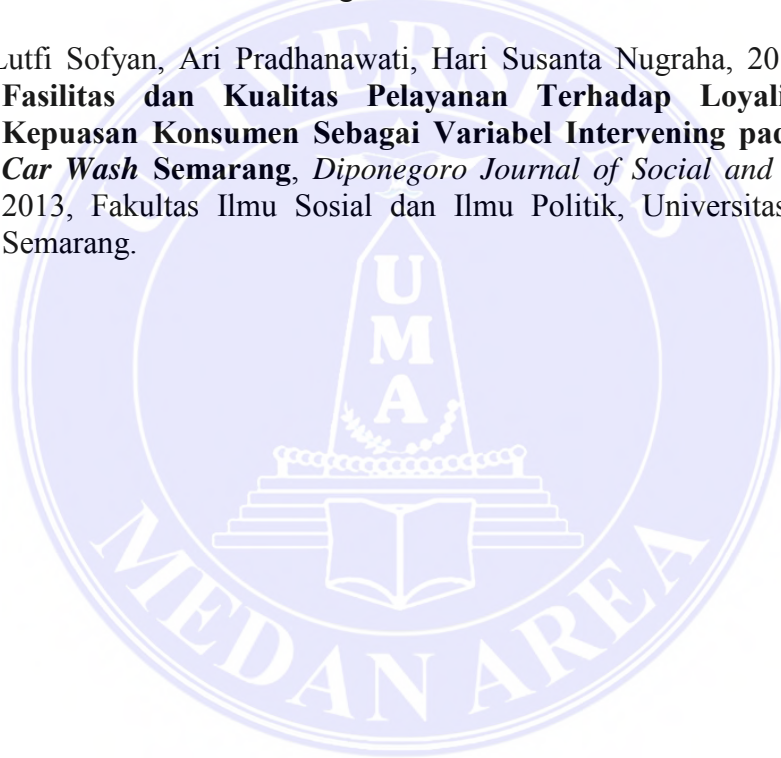 Lutfi Sofyan, Ari Pradhanawati, Hari Susanta Nugraha, 20
Fasilitas dan Kualitas Pelayanan Terhadap Loyali
Kepuasan Konsumen Sebagai Variabel Intervening pad
Car Wash Semarang, Diponegoro Journal of Social and
2013, Fakultas Ilmu Sosial dan Ilmu Politik, Universitas
Semarang.
UNIVERSITAS
UMA
MEDAN AREA